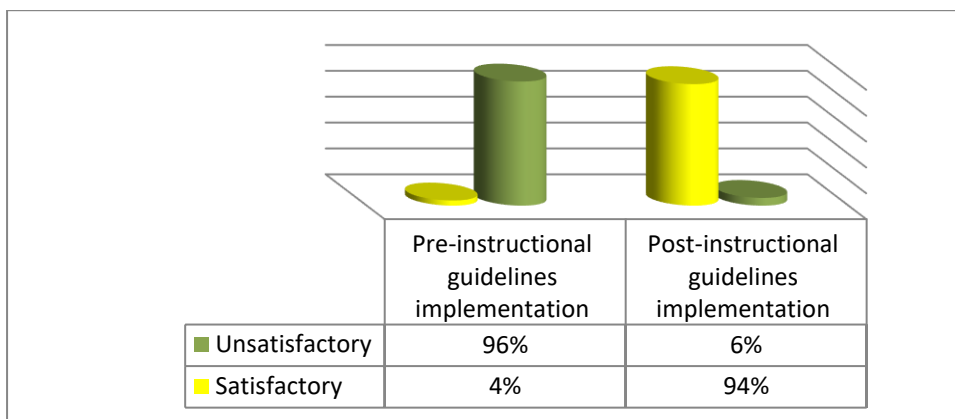 Pre-instructional guidelines implementation
Post-instructional guidelines implementation
Unsatisfactory 96% 6%
Satisfactory 4% 94%